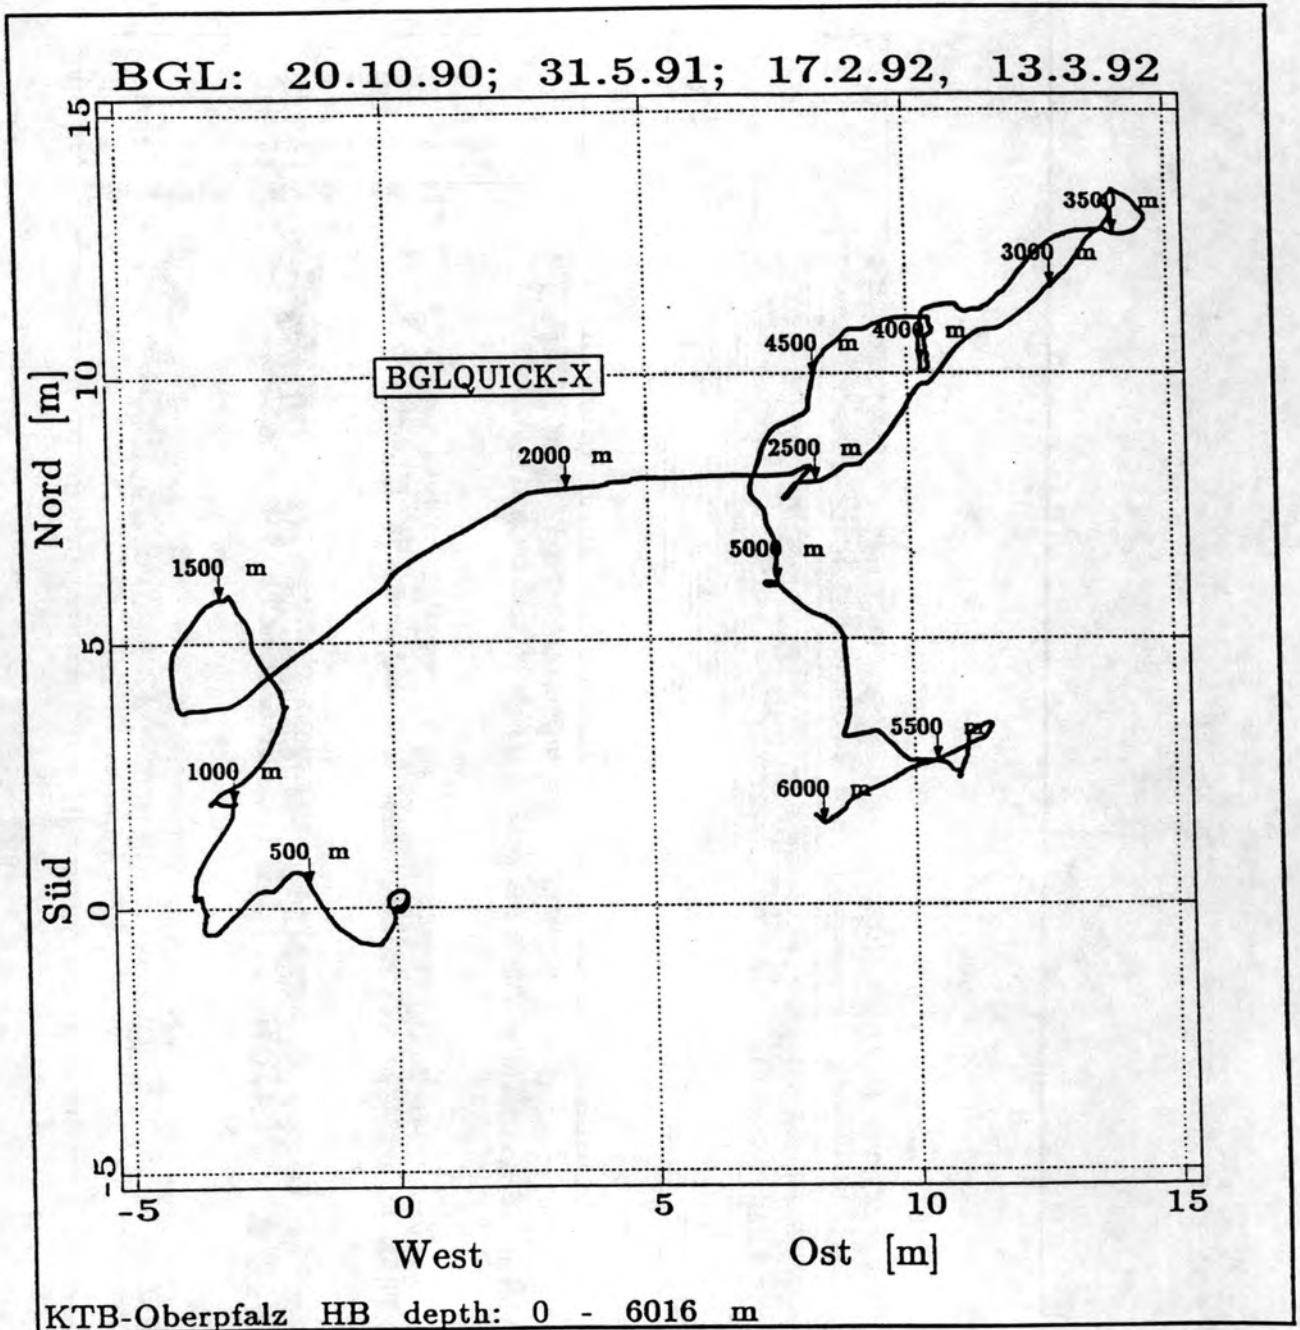 BGL: 20.10.90; 31.5.91; 17.2.92, 13.3.92
15
3500 m
3000 m
4000 m
4500 m
10
BGLQUICK-X
Nord [m]
2500 m
2000 m
5000 m
1500 m
5
5500 m
1000 m
6000 m
500 m
Süd
0
-5
-5 0 5 10 15
West Ost [m]
KTB-Oberpfalz HB depth: 0 - 6016 m